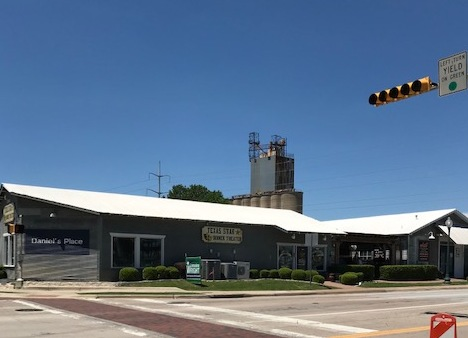 LEFT TURN
YIELD
ON GREEN
TEXAS STAR
DINNER THEATER
Daniel's Place